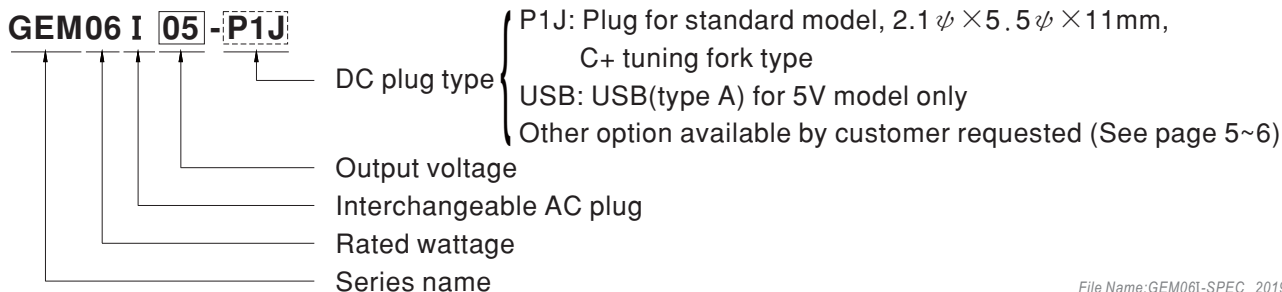 GEM06 I 05 - P1J
DC plug type
P1J: Plug for standard model, 2.1ψ×5.5ψ×11mm,
C+ tuning fork type
USB: USB(type A) for 5V model only
Other option available by customer requested (See page 5~6)
Output voltage
Interchangeable AC plug
Rated wattage
Series name
File Name:GEM06I-SPEC 2019